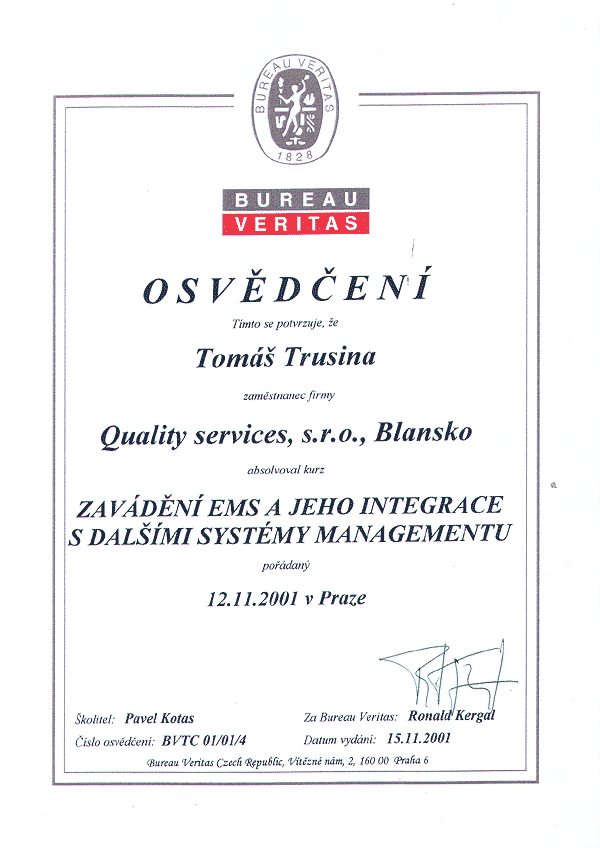 BUREAU VERITAS
1828
BUREAU
VERITAS
OSVĚDČENÍ
Tímto se potvrzuje, že
Tomáš Trusina
zaměstnanec firmy
Quality services, s.r.o., Blansko
absolvoval kurz
ZAVÁDĚNÍ EMS A JEHO INTEGRACE
S DALŠÍMI SYSTÉMY MANAGEMENTU
pořádaný
12.11.2001 v Praze
Školitel: Pavel Kotas
Za Bureau Veritas: Ronald Kergal
Číslo osvědčení: BVTC 01/01/4
Datum vydání: 15.11.2001
Bureau Veritas Czech Republic, Vítězné nám, 2, 160 00 Praha 6